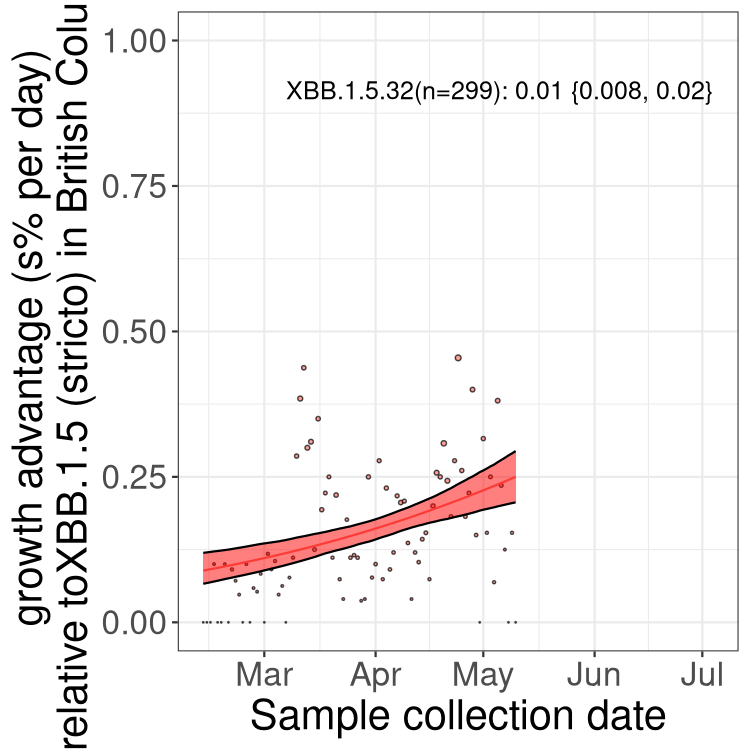 growth advantage (s% per day)
relative toXBB.1.5 (stricto) in British Colu
1.00
0.75
0.50
0.25
0.00
XBB.1.5.32(n=299): 0.01 {0.008, 0.02}
Mar Apr May Jun Jul
Sample collection date